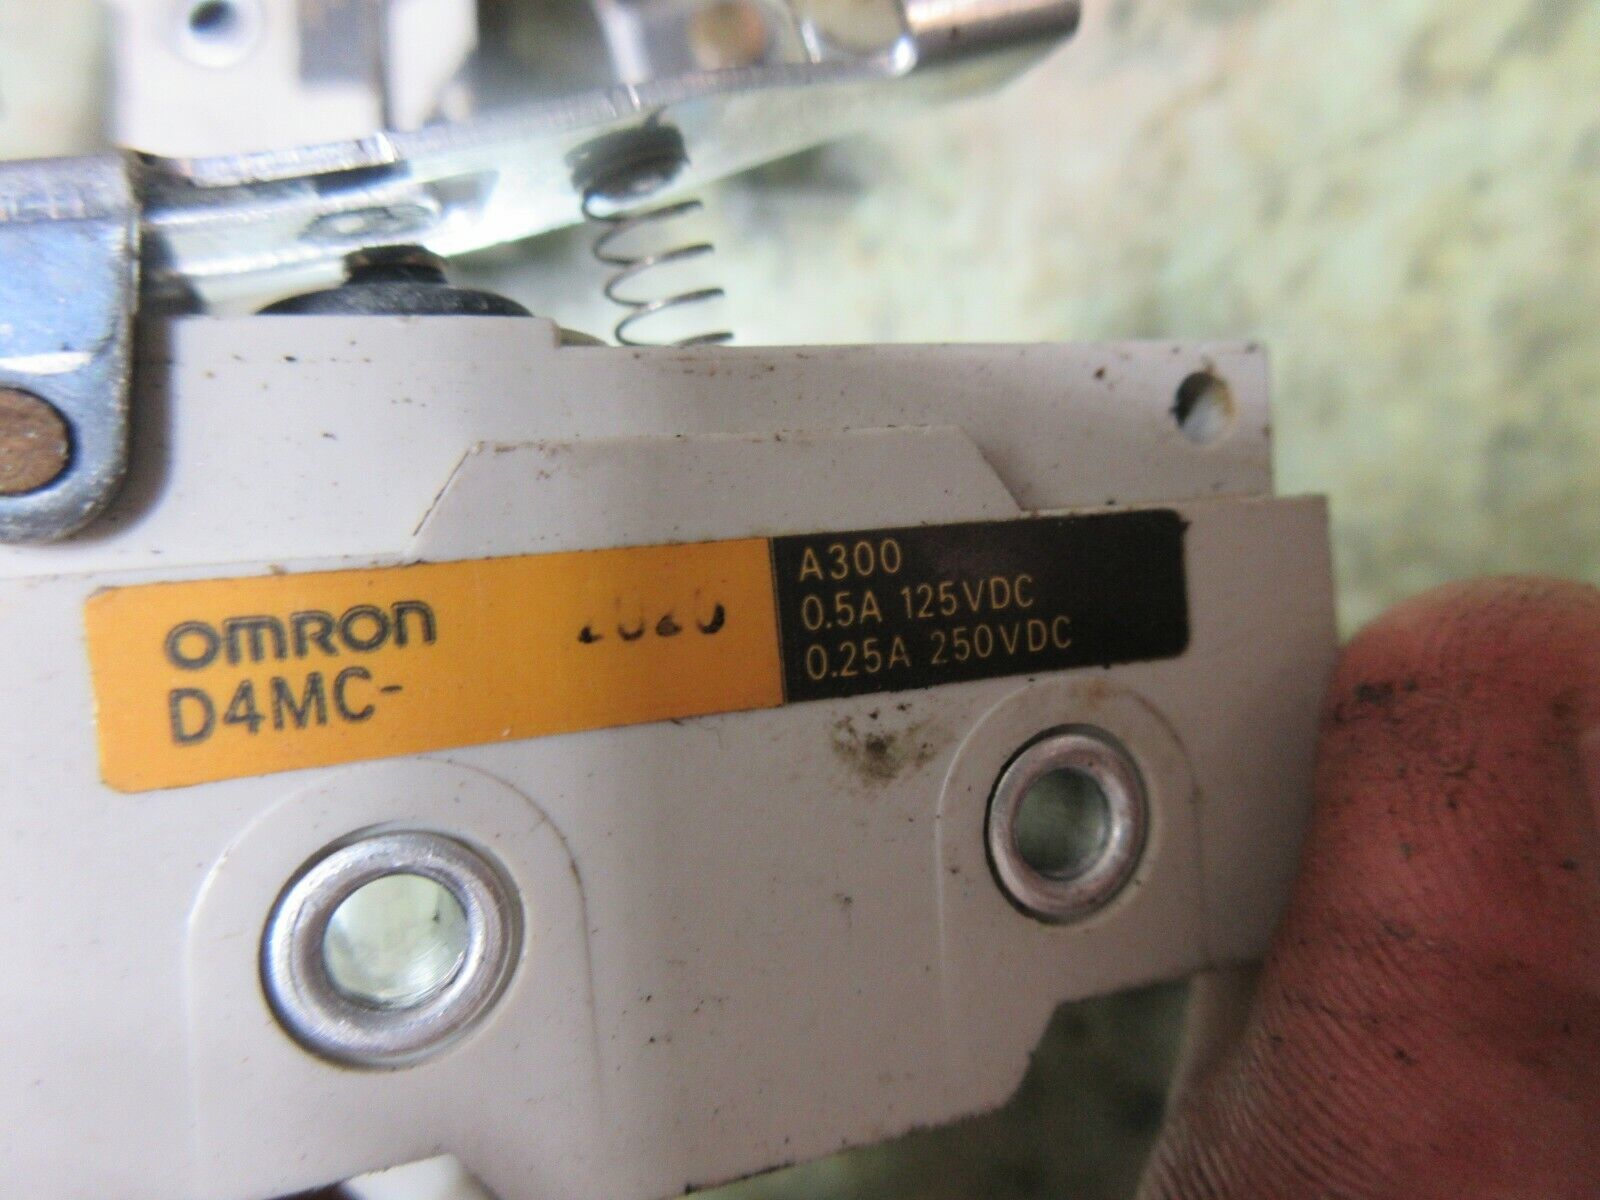 omRon
D4MC-
A300
0.5A 125VDC
0.25A 250VDC